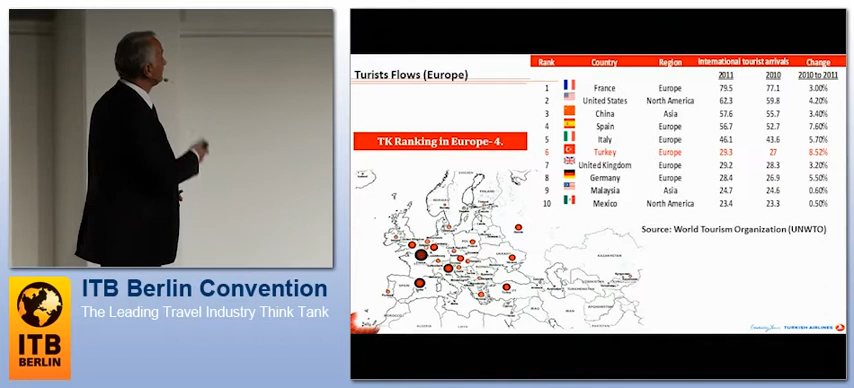 ITB Berlin Convention
The Leading Travel Industry Think Tank
ITB
BERLIN
Turists Flows (Europe)
TK Ranking in Europe- 4.
Rank Country Region International tourist arrivals Change
2011 2010 2010 to 2011
1 France Europe 79.5 77.1 3.00%
2 United States North America 62.3 59.8 4.20%
3 China Asia 57.6 55.7 3.40%
4 Spain Europe 56.7 52.7 7.60%
5 Italy Europe 46.1 43.6 5.70%
6 Turkey Europe 29.3 27 8.52%
7 United Kingdom Europe 29.2 28.3 3.20%
8 Germany Europe 28.4 26.9 5.50%
9 Malaysia Asia 24.7 24.6 0.60%
10 Mexico North America 23.4 23.3 0.50%
Source: World Tourism Organization (UNWTO)
TURKISH AIRLINES